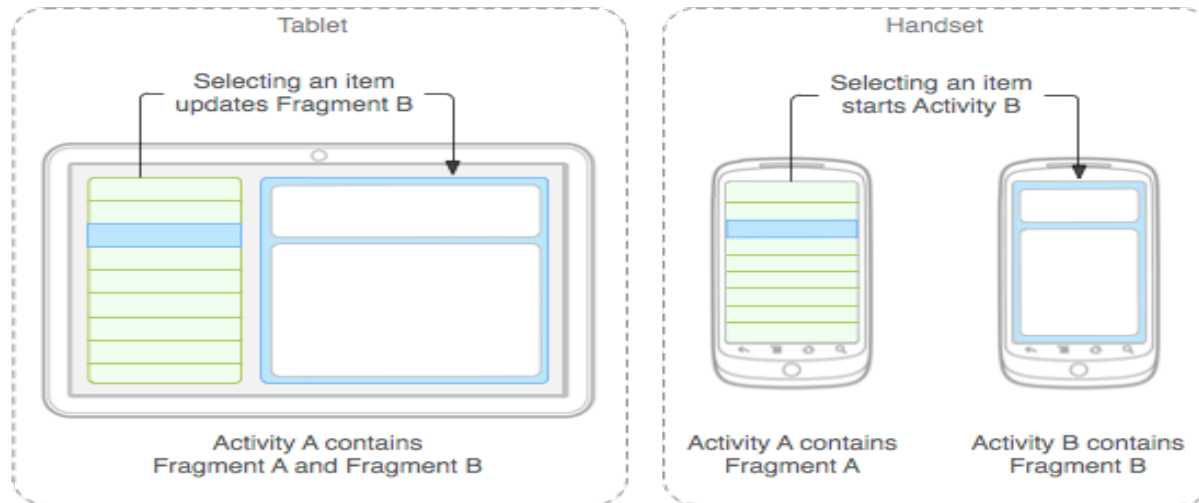 Tablet
Selecting an item
updates Fragment B
Activity A contains
Fragment A and Fragment B
Handset
Selecting an item
starts Activity B
Activity A contains
Fragment A
Activity B contains
Fragment B